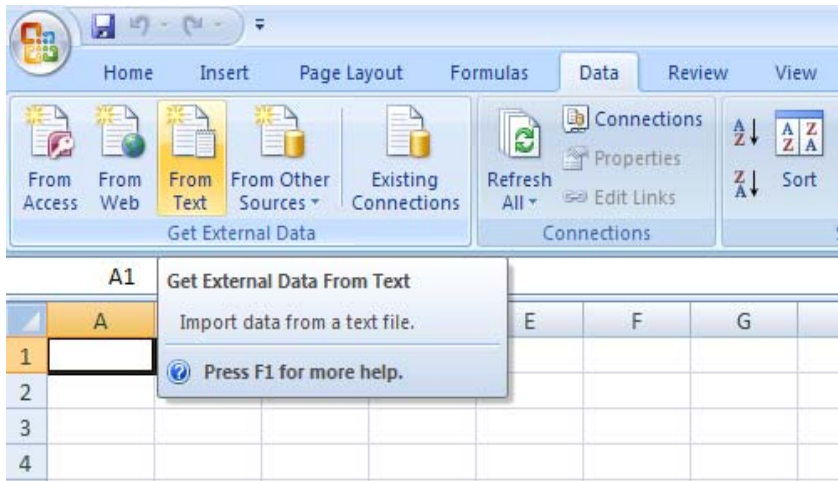 Home Insert Page Layout Formulas Data Review View
From Access
From Web
From Text
From Other Sources
Existing Connections
Get External Data
Refresh All
Connections
Properties
Edit Links
Connections
A Z
Z A
A Z
Z A
Sort
A1
Get External Data From Text
Import data from a text file.
Press F1 for more help.
A E F G
1
2
3
4